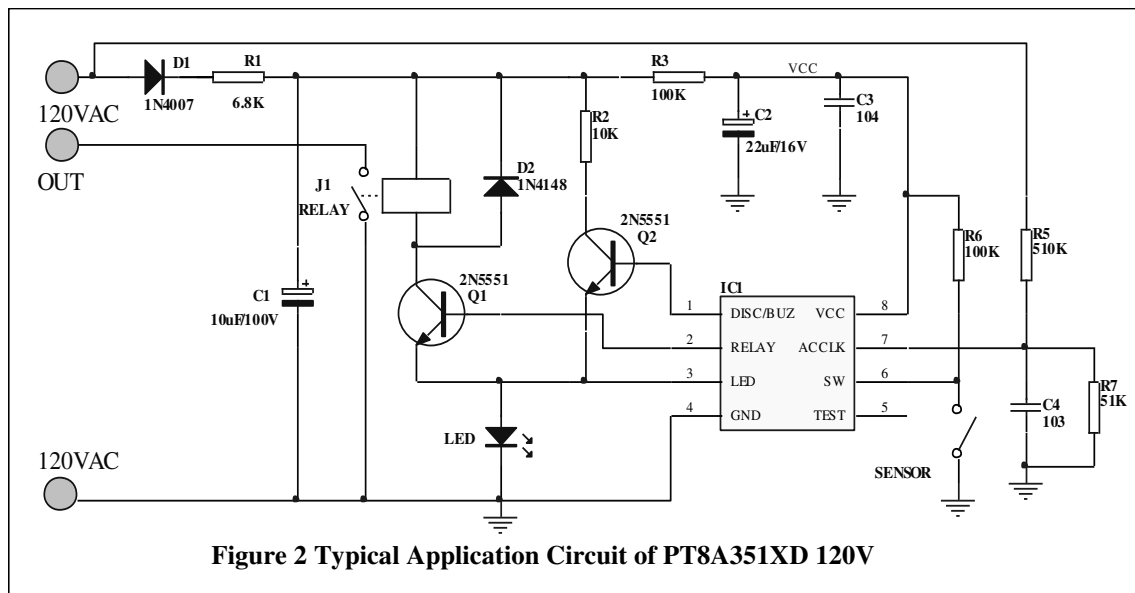 D1
R1
R3
VCC
120VAC
1N4007
6.8K
100K
C3
104
R2
10K
C2
22uF/16V
OUT
D2
1N4148
J1
RELAY
2N5551
Q2
R6
100K
R5
510K
2N5551
Q1
IC1
C1
10uF/100V
1
DISC/BUZ
VCC
8
2
RELAY
ACCLK
7
3
LED
SW
6
R7
51K
4
GND
TEST
5
C4
103
LED
120VAC
SENSOR
Figure 2 Typical Application Circuit of PT8A351XD 120V